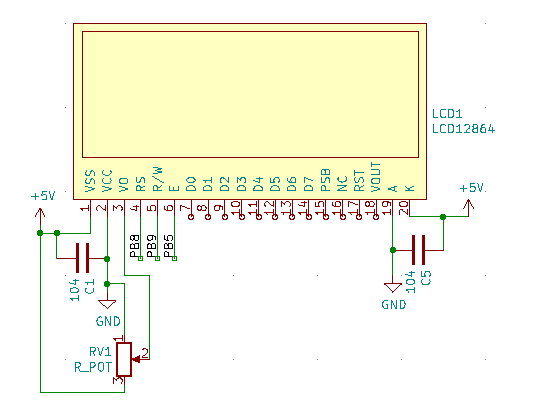 LCD1
LCD12864
VSS
VCC
VO
RS
R/W
E
D0
D1
D2
D3
D4
D5
D6
D7
PSB
NC
RST
VOUT
A
K
1
2
3
4
5
6
7
8
9
10
11
12
13
14
15
16
17
18
19
20
+5V
+5V
PB8
PB9
PB5
104
C1
104
C5
GND
GND
RV1
R_POT
1
2
3